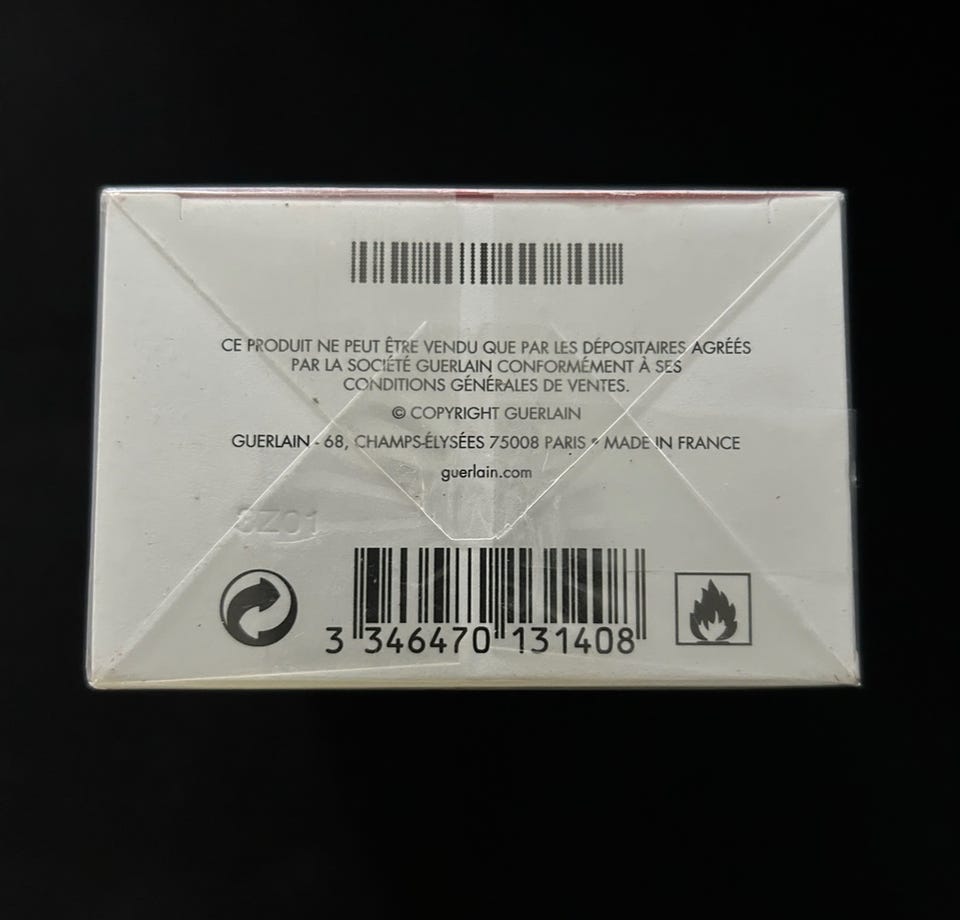 CE PRODUIT NE PEUT ÊTRE VENDU QUE PAR LES DÉPOSITAIRES AGRÉÉS
PAR LA SOCIÉTÉ GUERLAIN CONFORMÉMENT À SES
CONDITIONS GÉNÉRALES DE VENTES.
© COPYRIGHT GUERLAIN
GUERLAIN - 68, CHAMPS-ÉLYSÉES 75008 PARIS • MADE IN FRANCE
guerlain.com
3 346470 131408